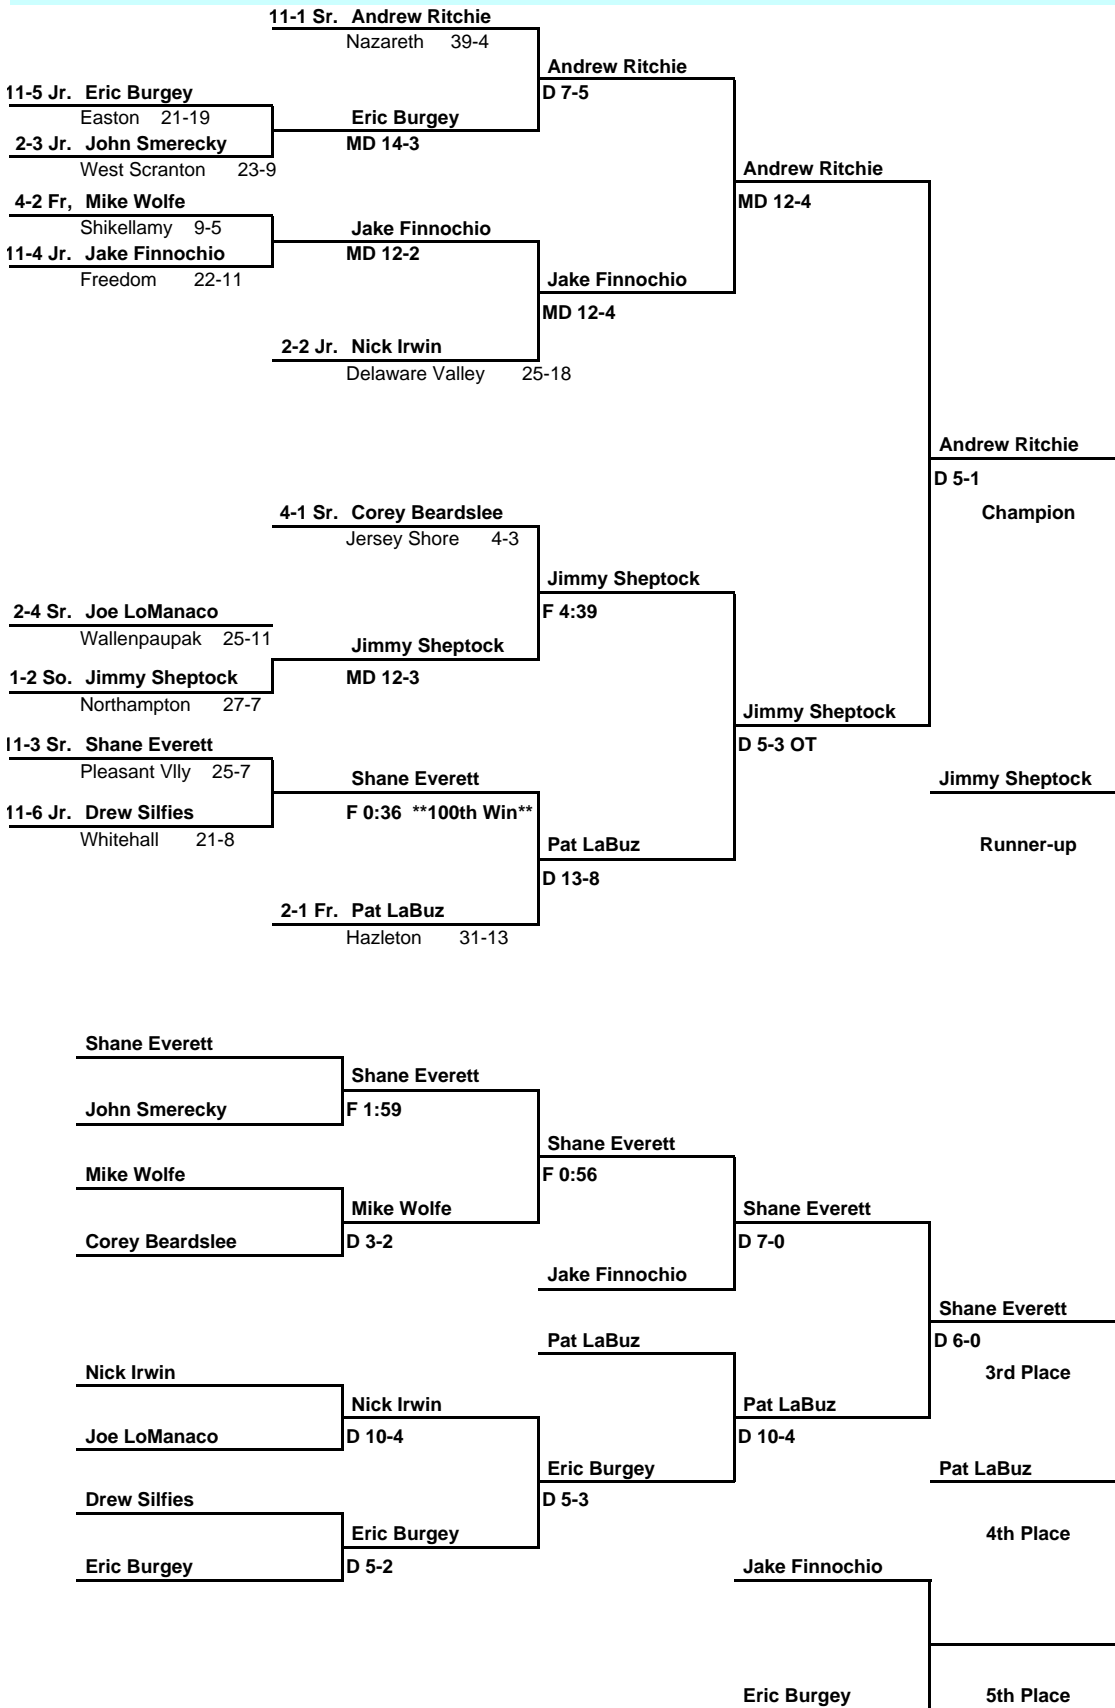 11-1 Sr. Andrew Ritchie
Nazareth 39-4
Andrew Ritchie
11-5 Jr. Eric Burgey
D 7-5
Easton 21-19
Eric Burgey
2-3 Jr. John Smerecky
MD 14-3
West Scranton 23-9
Andrew Ritchie
4-2 Fr, Mike Wolfe
MD 12-4
Shikellamy 9-5
Jake Finnochio
11-4 Jr. Jake Finnochio
MD 12-2
Freedom 22-11
Jake Finnochio
MD 12-4
2-2 Jr. Nick Irwin
Delaware Valley 25-18
Andrew Ritchie
D 5-1
4-1 Sr. Corey Beardslee
Champion
Jersey Shore 4-3
Jimmy Sheptock
2-4 Sr. Joe LoManaco
F 4:39
Wallenpaupak 25-11
Jimmy Sheptock
1-2 So. Jimmy Sheptock
MD 12-3
Northampton 27-7
Jimmy Sheptock
11-3 Sr. Shane Everett
D 5-3 OT
Pleasant Vlly 25-7
Shane Everett
Jimmy Sheptock
11-6 Jr. Drew Silfies
F 0:36 **100th Win**
Whitehall 21-8
Pat LaBuz
Runner-up
D 13-8
2-1 Fr. Pat LaBuz
Hazleton 31-13
Shane Everett
Shane Everett
John Smerecky
F 1:59
Shane Everett
Mike Wolfe
F 0:56
Mike Wolfe
Shane Everett
Corey Beardslee
D 3-2
D 7-0
Jake Finnochio
Shane Everett
Pat LaBuz
D 6-0
Nick Irwin
3rd Place
Nick Irwin
Pat LaBuz
Joe LoManaco
D 10-4
D 10-4
Eric Burgey
Pat LaBuz
Drew Silfies
D 5-3
Eric Burgey
4th Place
Eric Burgey
D 5-2
Jake Finnochio
Eric Burgey
5th Place